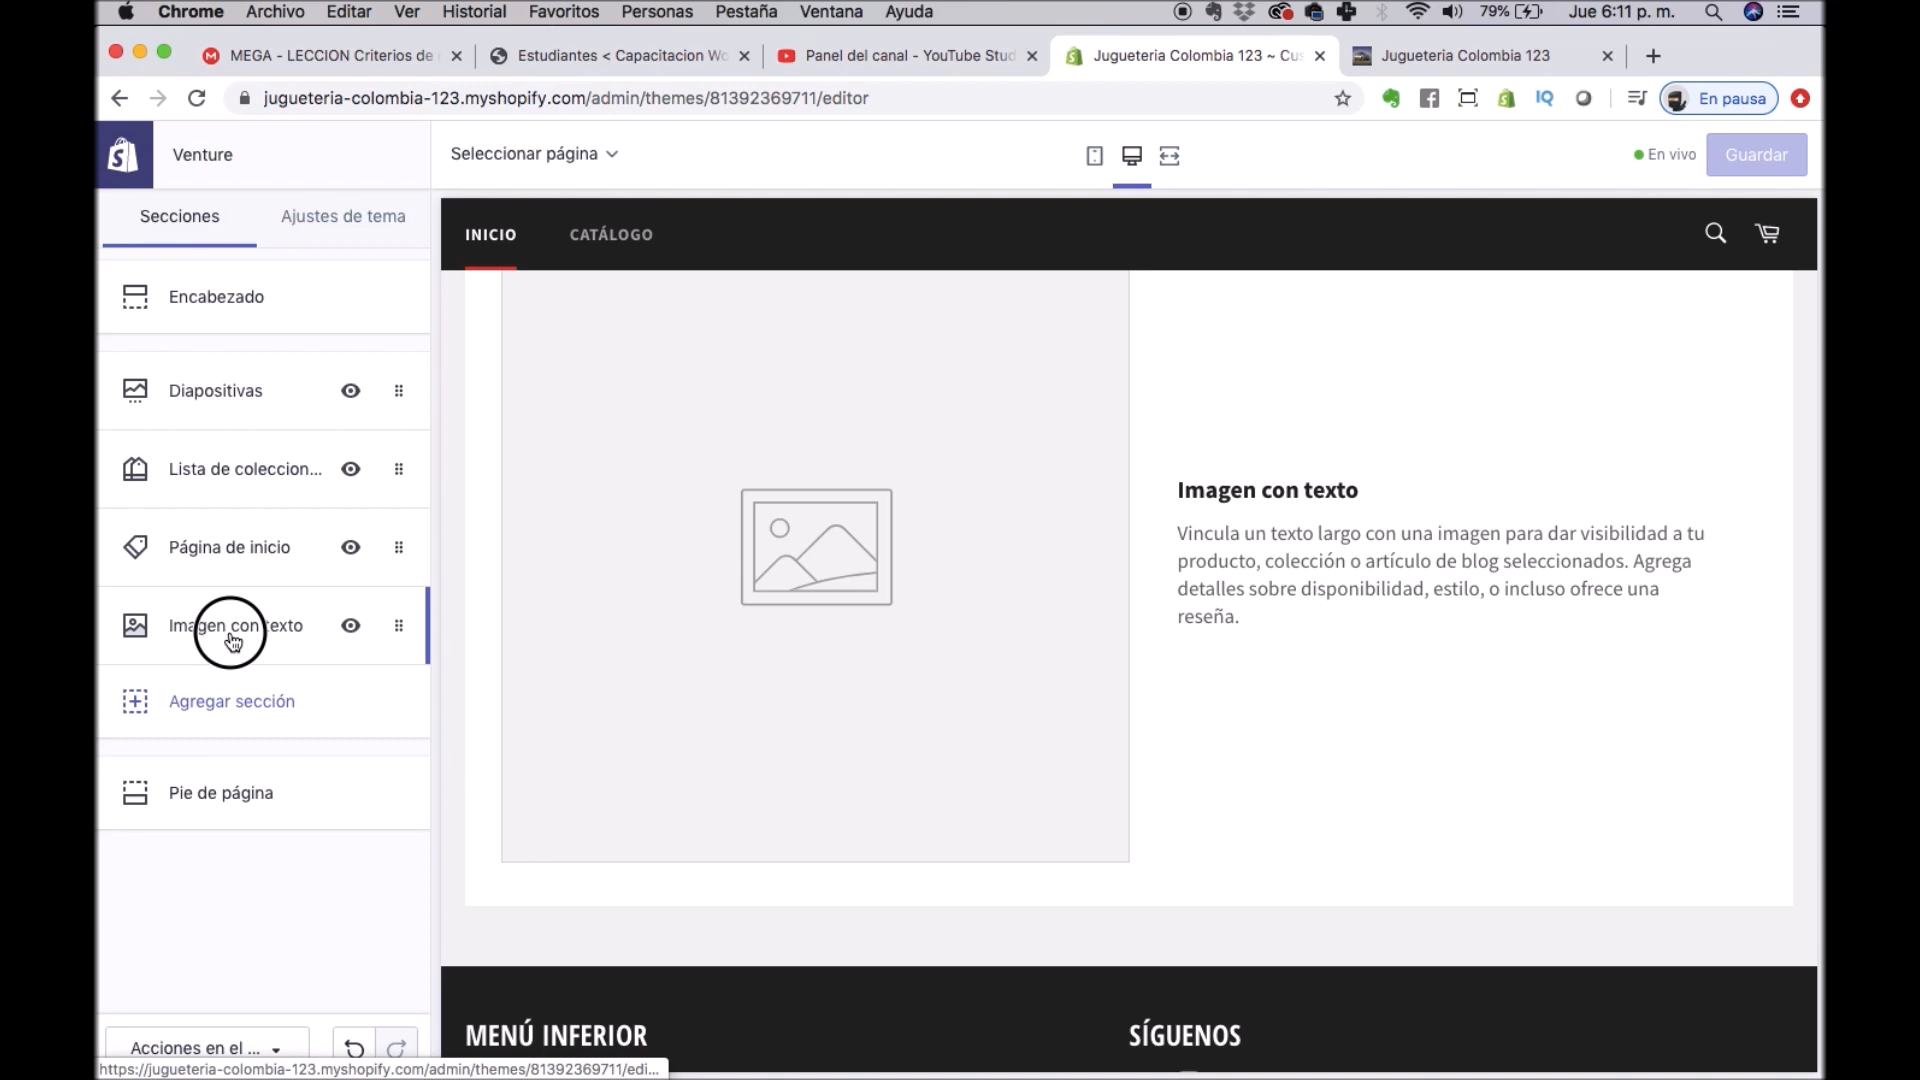 Chrome Archivo Editar Ver Historial Favoritos Personas Pestaña Ventana Ayuda 79% Jue 6:11 p. m.
MEGA - LECCION Criterios de Estudiantes < Capacitacion Wo Panel del canal - YouTube Stud Jugueteria Colombia 123 ~ Cus Jugueteria Colombia 123
jugueteria-colombia-123.myshopify.com/admin/themes/81392369711/editor IQ En pausa
Venture Seleccionar página En vivo Guardar
Secciones Ajustes de tema
INICIO CATÁLOGO
Encabezado
Diapositivas
Lista de coleccion...
Página de inicio
Imagen con texto
Agregar sección
Pie de página
Imagen con texto
Vincula un texto largo con una imagen para dar visibilidad a tu
producto, colección o artículo de blog seleccionados. Agrega
detalles sobre disponibilidad, estilo, o incluso ofrece una
reseña.
MENÚ INFERIOR SÍGUENOS
Acciones en el ...
https://jugueteria-colombia-123.myshopify.com/admin/themes/81392369711/edi...